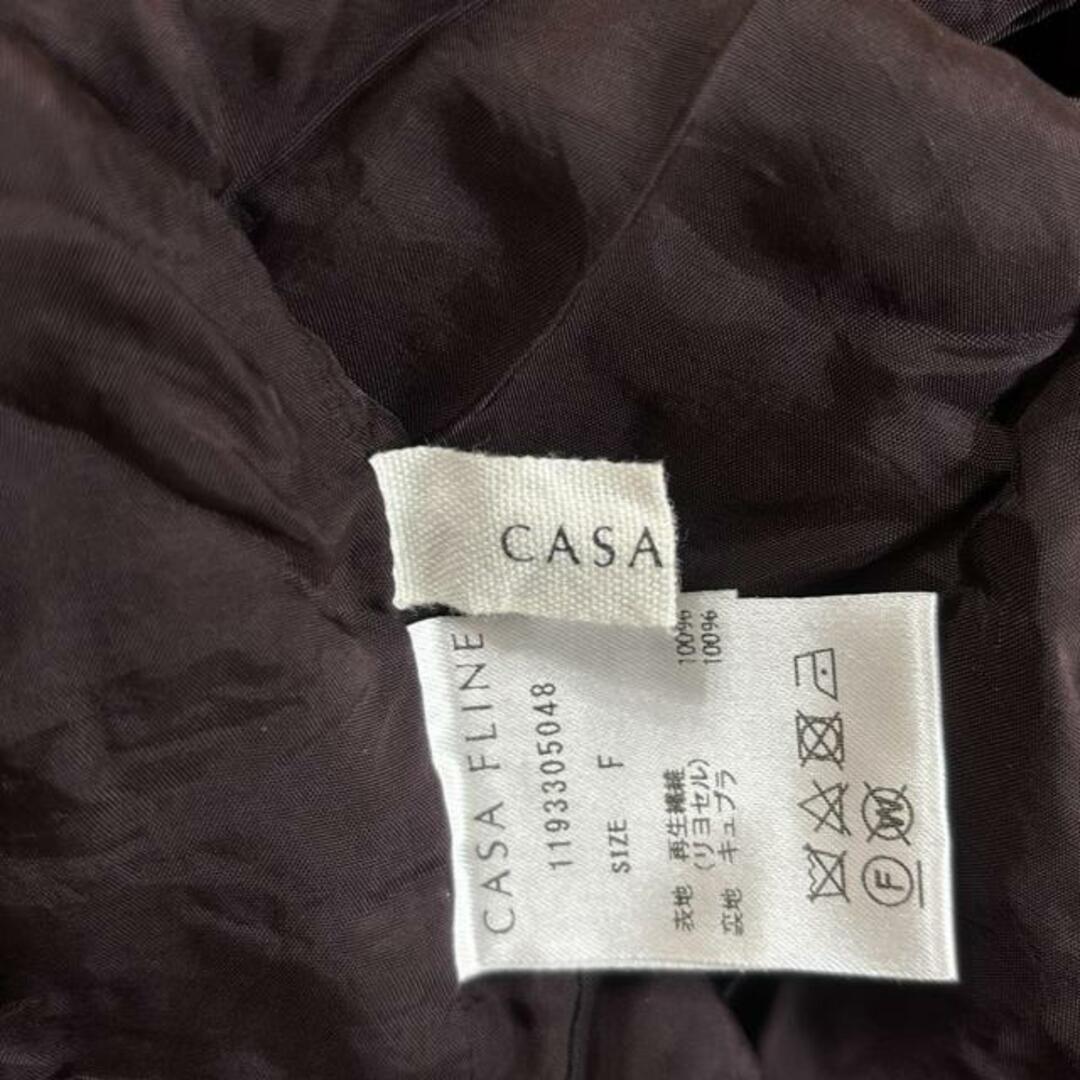 CASA
CASA FLINE
1193305048
SIZE F
表地 再生繊維 100%
(リヨセル)
裏地 キュプラ 100%
W
F